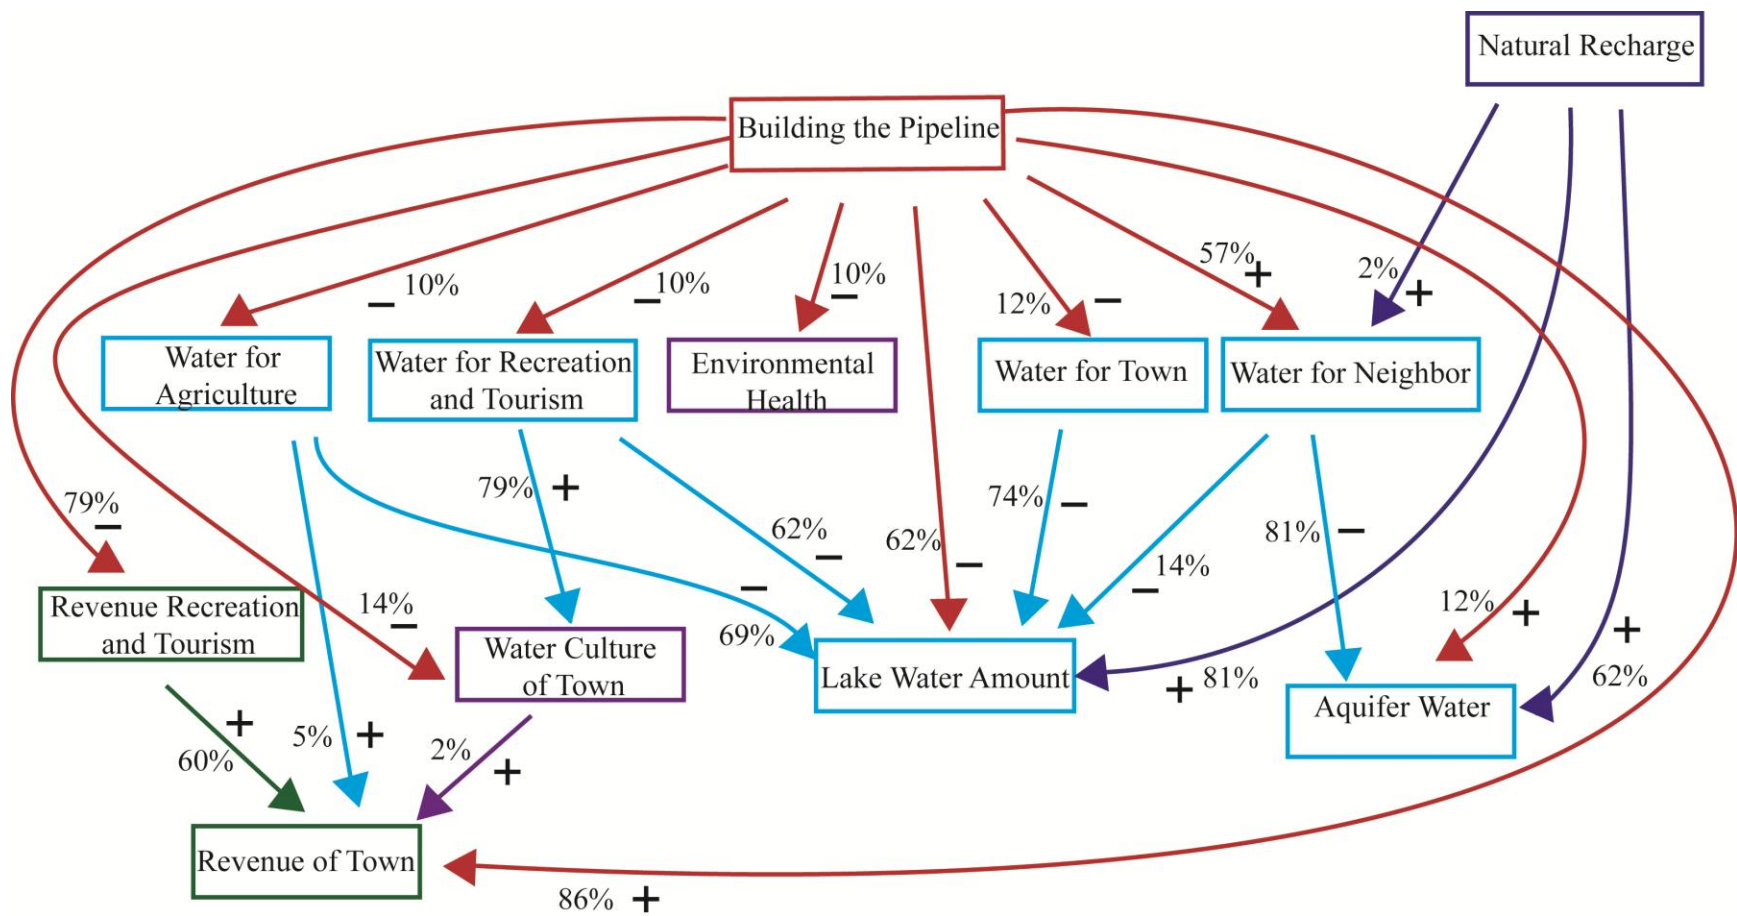 Natural Recharge
Building the Pipeline
57%
+
2%
+
10%
−
10%
−
10%
−
12%
−
Water for
Agriculture
Water for Recreation
and Tourism
Environmental
Health
Water for Town
Water for Neighbor
79%
−
79%
+
62%
−
62%
−
74%
−
14%
−
81%
−
14%
−
−
69%
12%
+
+
62%
Revenue Recreation
and Tourism
Water Culture
of Town
Lake Water Amount
+
81%
Aquifer Water
+
60%
5%
+
2%
+
Revenue of Town
86%
+